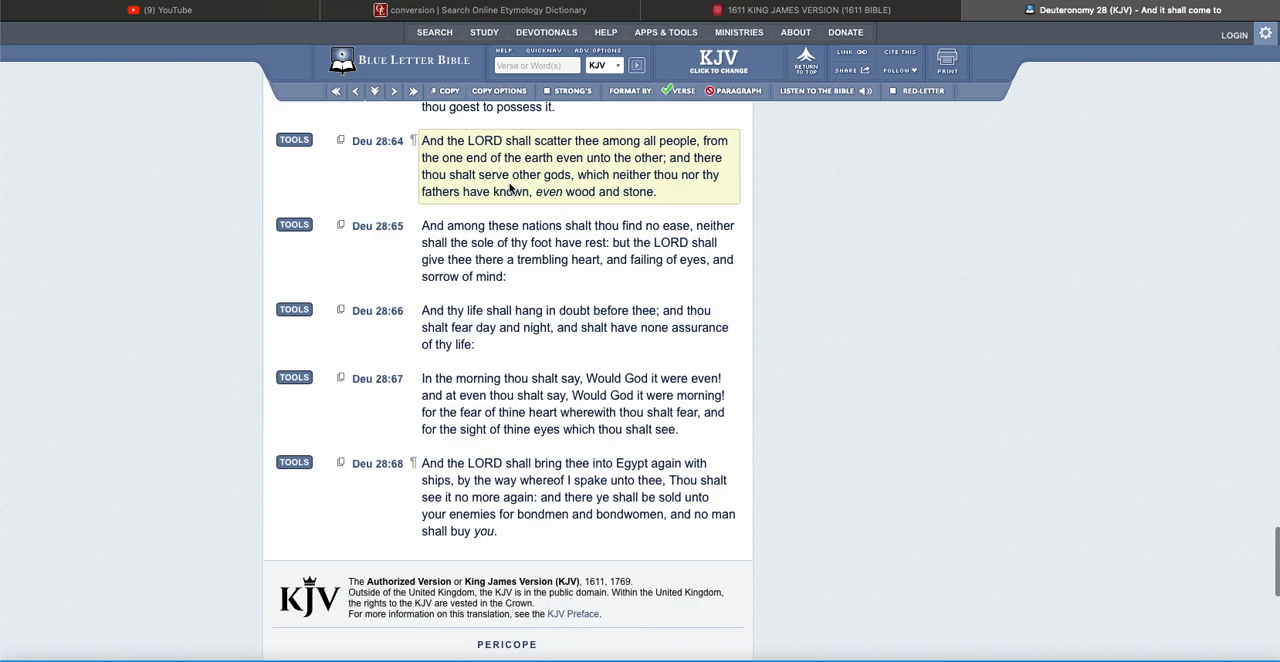 (9) YouTube
conversion | Search Online Etymology Dictionary
1611 KING JAMES VERSION (1611 BIBLE)
Deuteronomy 28 (KJV) - And it shall come to
SEARCH STUDY DEVOTIONALS HELP APPS & TOOLS MINISTRIES ABOUT DONATE
LOGIN
BLUE LETTER BIBLE
HELP QUICKNAV ADV. OPTIONS
Verse or Word(s) KJV
KJV
CLICK TO CHANGE
RETURN TO TOP
LINK CITE THIS
SHARE FOLLOW
PRINT
COPY COPY OPTIONS STRONG'S FORMAT BY: VERSE PARAGRAPH LISTEN TO THE BIBLE RED-LETTER
thou goest to possess it.
TOOLS Deu 28:64 ¶ And the LORD shall scatter thee among all people, from
the one end of the earth even unto the other; and there
thou shalt serve other gods, which neither thou nor thy
fathers have known, even wood and stone.
TOOLS Deu 28:65 And among these nations shalt thou find no ease, neither
shall the sole of thy foot have rest: but the LORD shall
give thee there a trembling heart, and failing of eyes, and
sorrow of mind:
TOOLS Deu 28:66 And thy life shall hang in doubt before thee; and thou
shalt fear day and night, and shalt have none assurance
of thy life:
TOOLS Deu 28:67 In the morning thou shalt say, Would God it were even!
and at even thou shalt say, Would God it were morning!
for the fear of thine heart wherewith thou shalt fear, and
for the sight of thine eyes which thou shalt see.
TOOLS Deu 28:68 ¶ And the LORD shall bring thee into Egypt again with
ships, by the way whereof I spake unto thee, Thou shalt
see it no more again: and there ye shall be sold unto
your enemies for bondmen and bondwomen, and no man
shall buy you.
KJV
The Authorized Version or King James Version (KJV), 1611, 1769.
Outside of the United Kingdom, the KJV is in the public domain. Within the United Kingdom,
the rights to the KJV are vested in the Crown.
For more information on this translation, see the KJV Preface.
PERICOPE